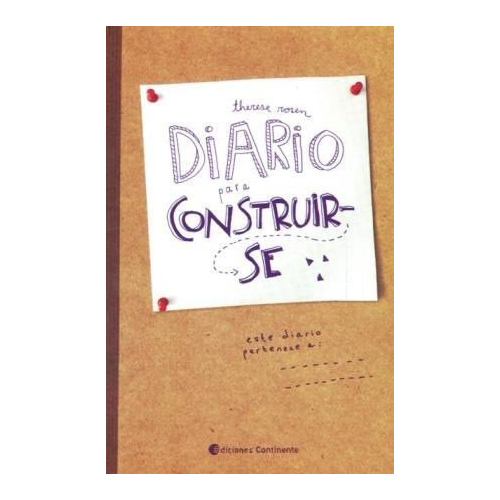 therese rosen
DIARIO
para
CONSTRUIR-
SE
este diario
pertenece a:
Ediciones Continente